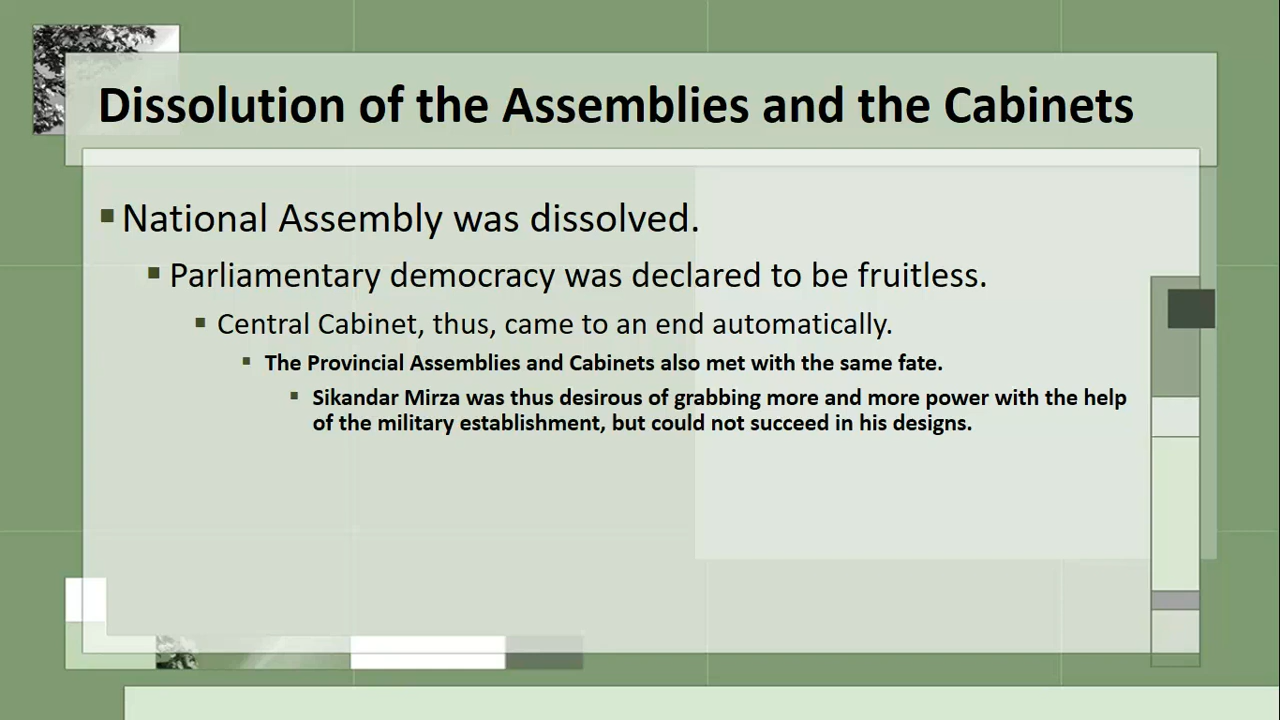 Dissolution of the Assemblies and the Cabinets
National Assembly was dissolved.
Parliamentary democracy was declared to be fruitless.
Central Cabinet, thus, came to an end automatically.
The Provincial Assemblies and Cabinets also met with the same fate.
Sikandar Mirza was thus desirous of grabbing more and more power with the help
of the military establishment, but could not succeed in his designs.